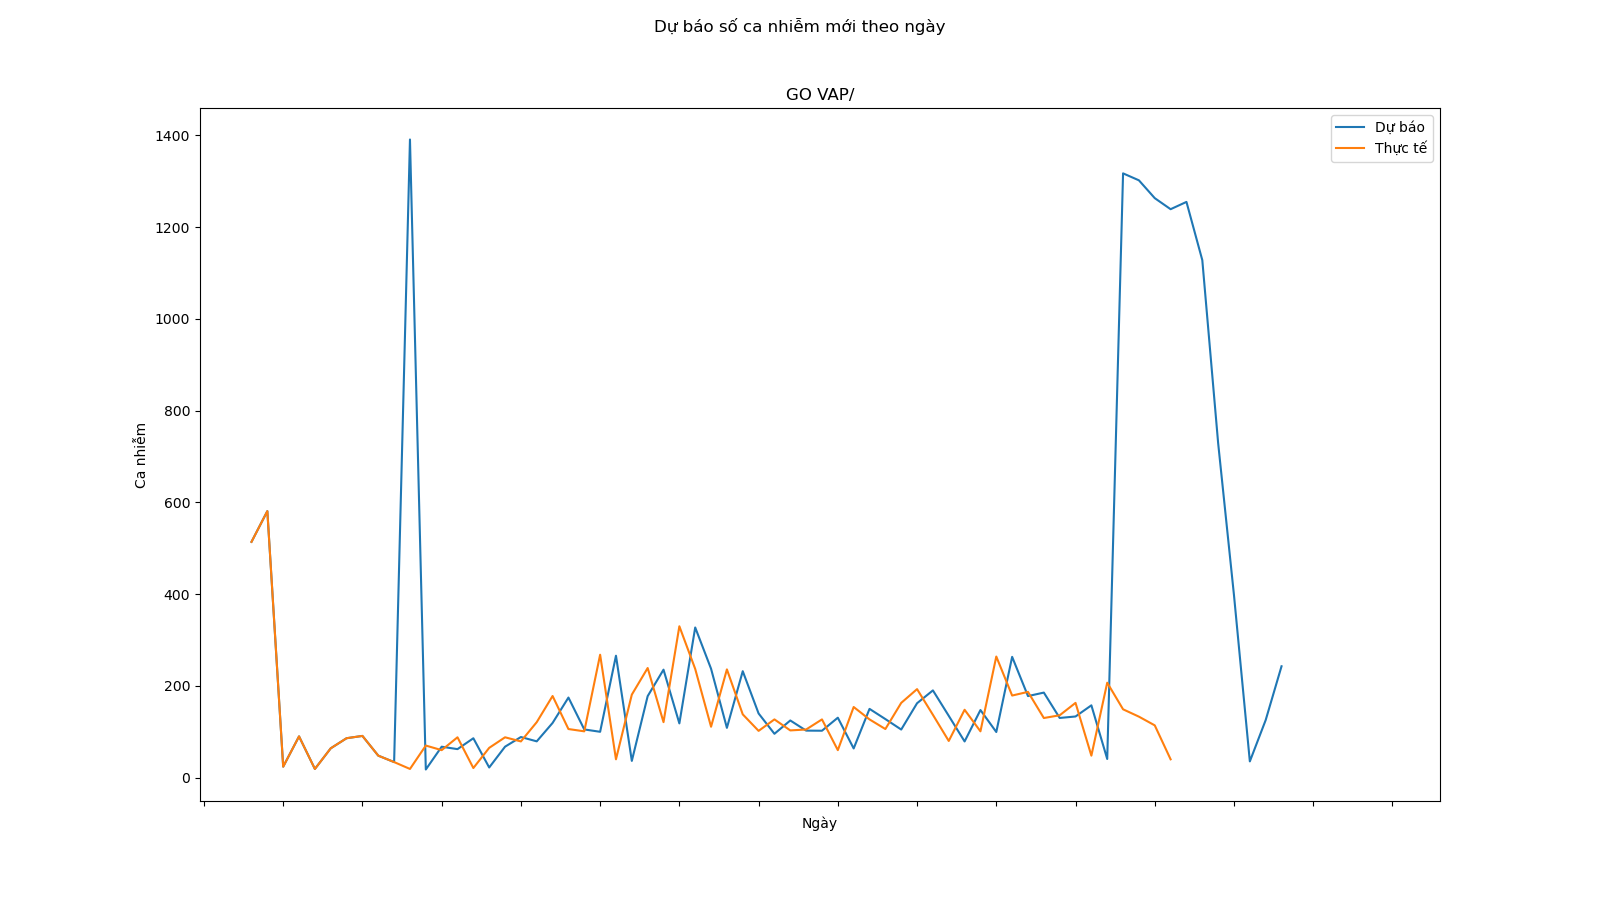 Dự báo số ca nhiễm mới theo ngày
GO VAP/
Dự báo
Thực tế
1400
1200
1000
800
600
400
200
0
Ca nhiễm
Ngày